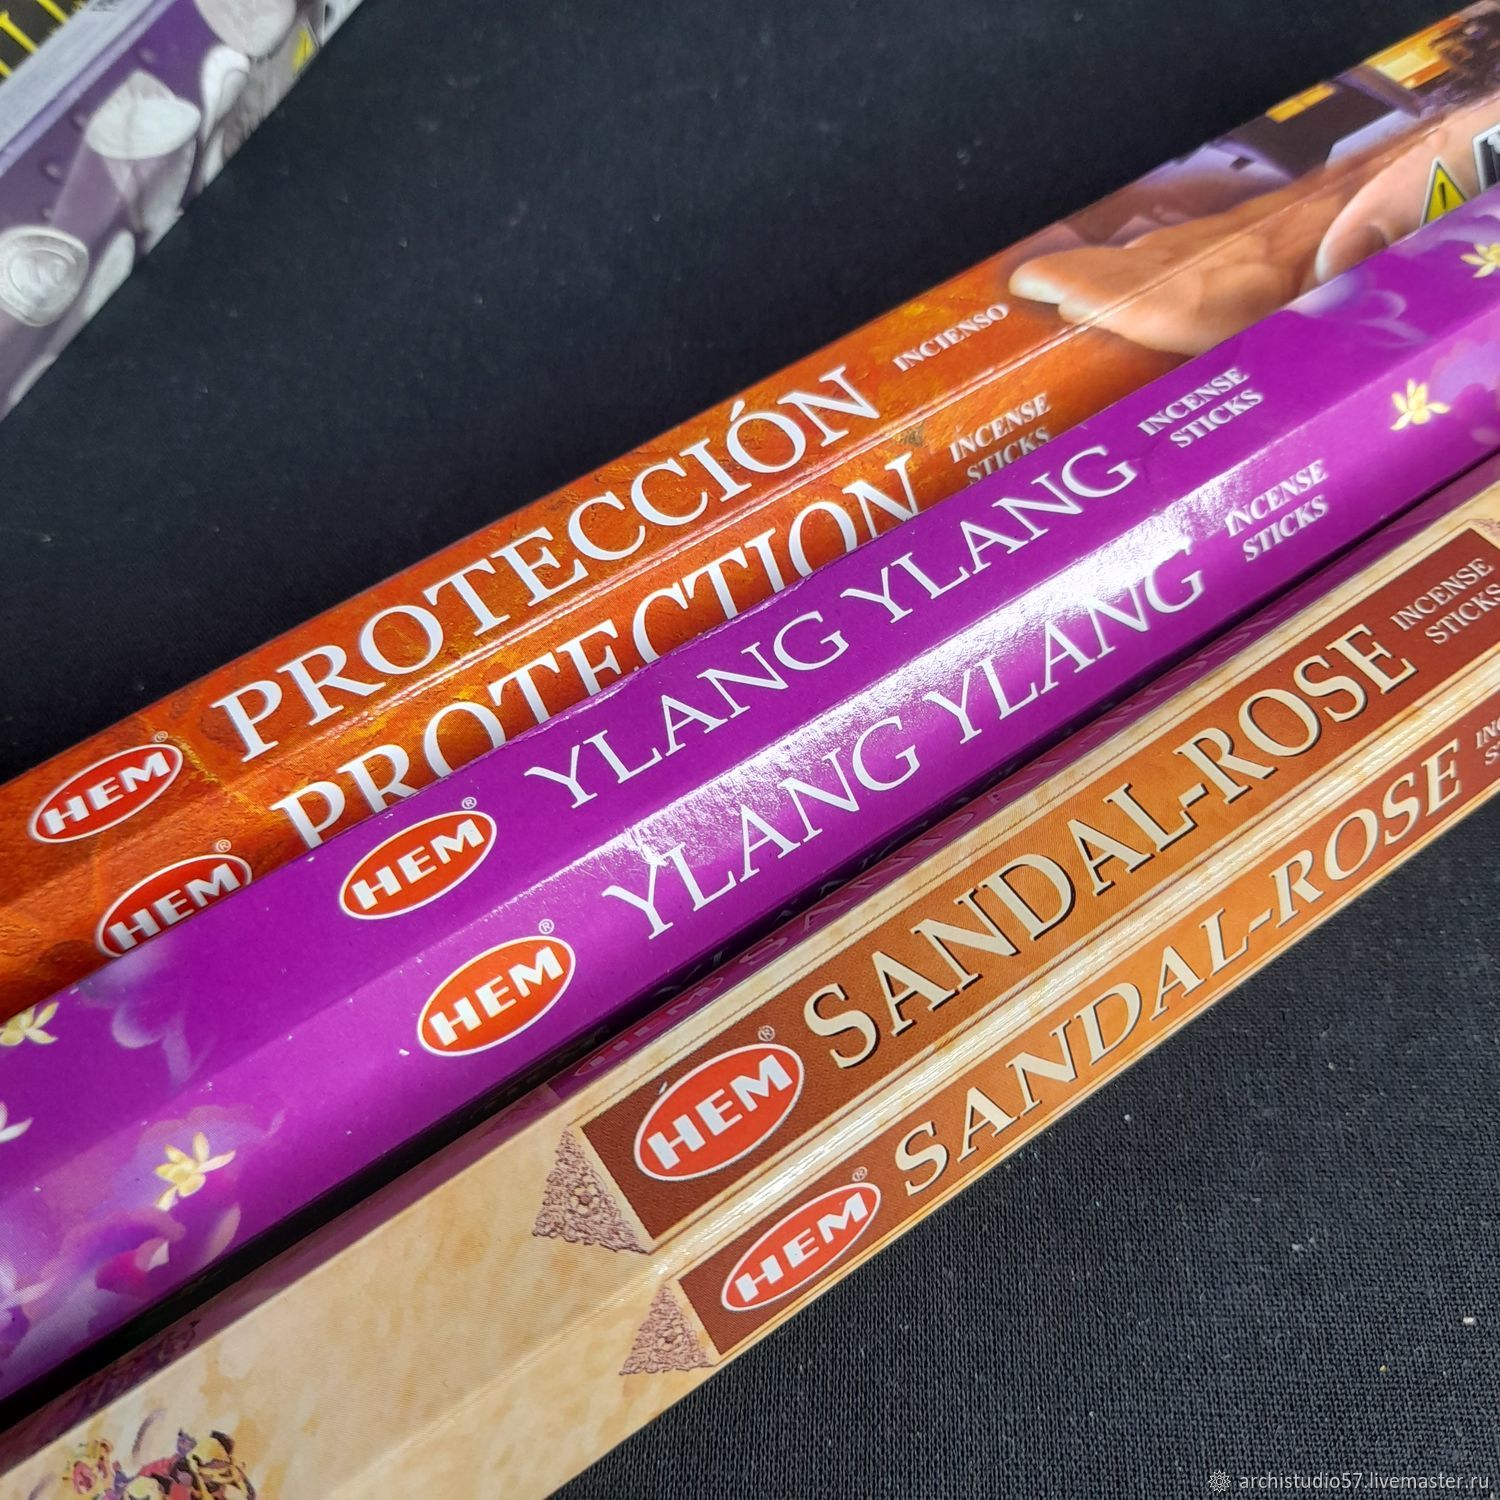 PROTECCIÓN
INCIENSO
HEM®
PROTECTION
INCENSE
STICKS
HEM®
YLANG YLANG
INCENSE
STICKS
HEM®
YLANG YLANG
INCENSE
STICKS
HEM®
SANDAL-ROSE
INCENSE
STICKS
HEM®
SANDAL-ROSE
HEM®
archistudio57.livemaster.ru